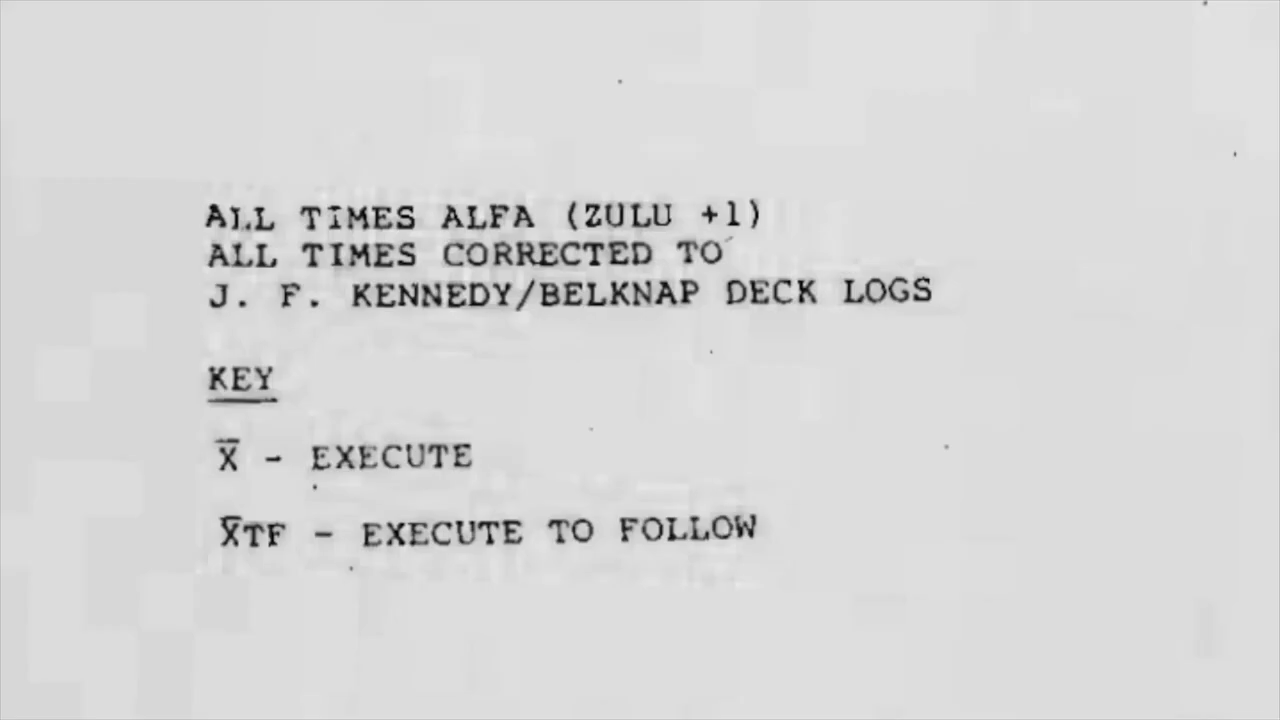 ALL TIMES ALFA (ZULU +1)
ALL TIMES CORRECTED TO
J. F. KENNEDY/BELKNAP DECK LOGS
KEY
X̅ - EXECUTE
X̅TF - EXECUTE TO FOLLOW